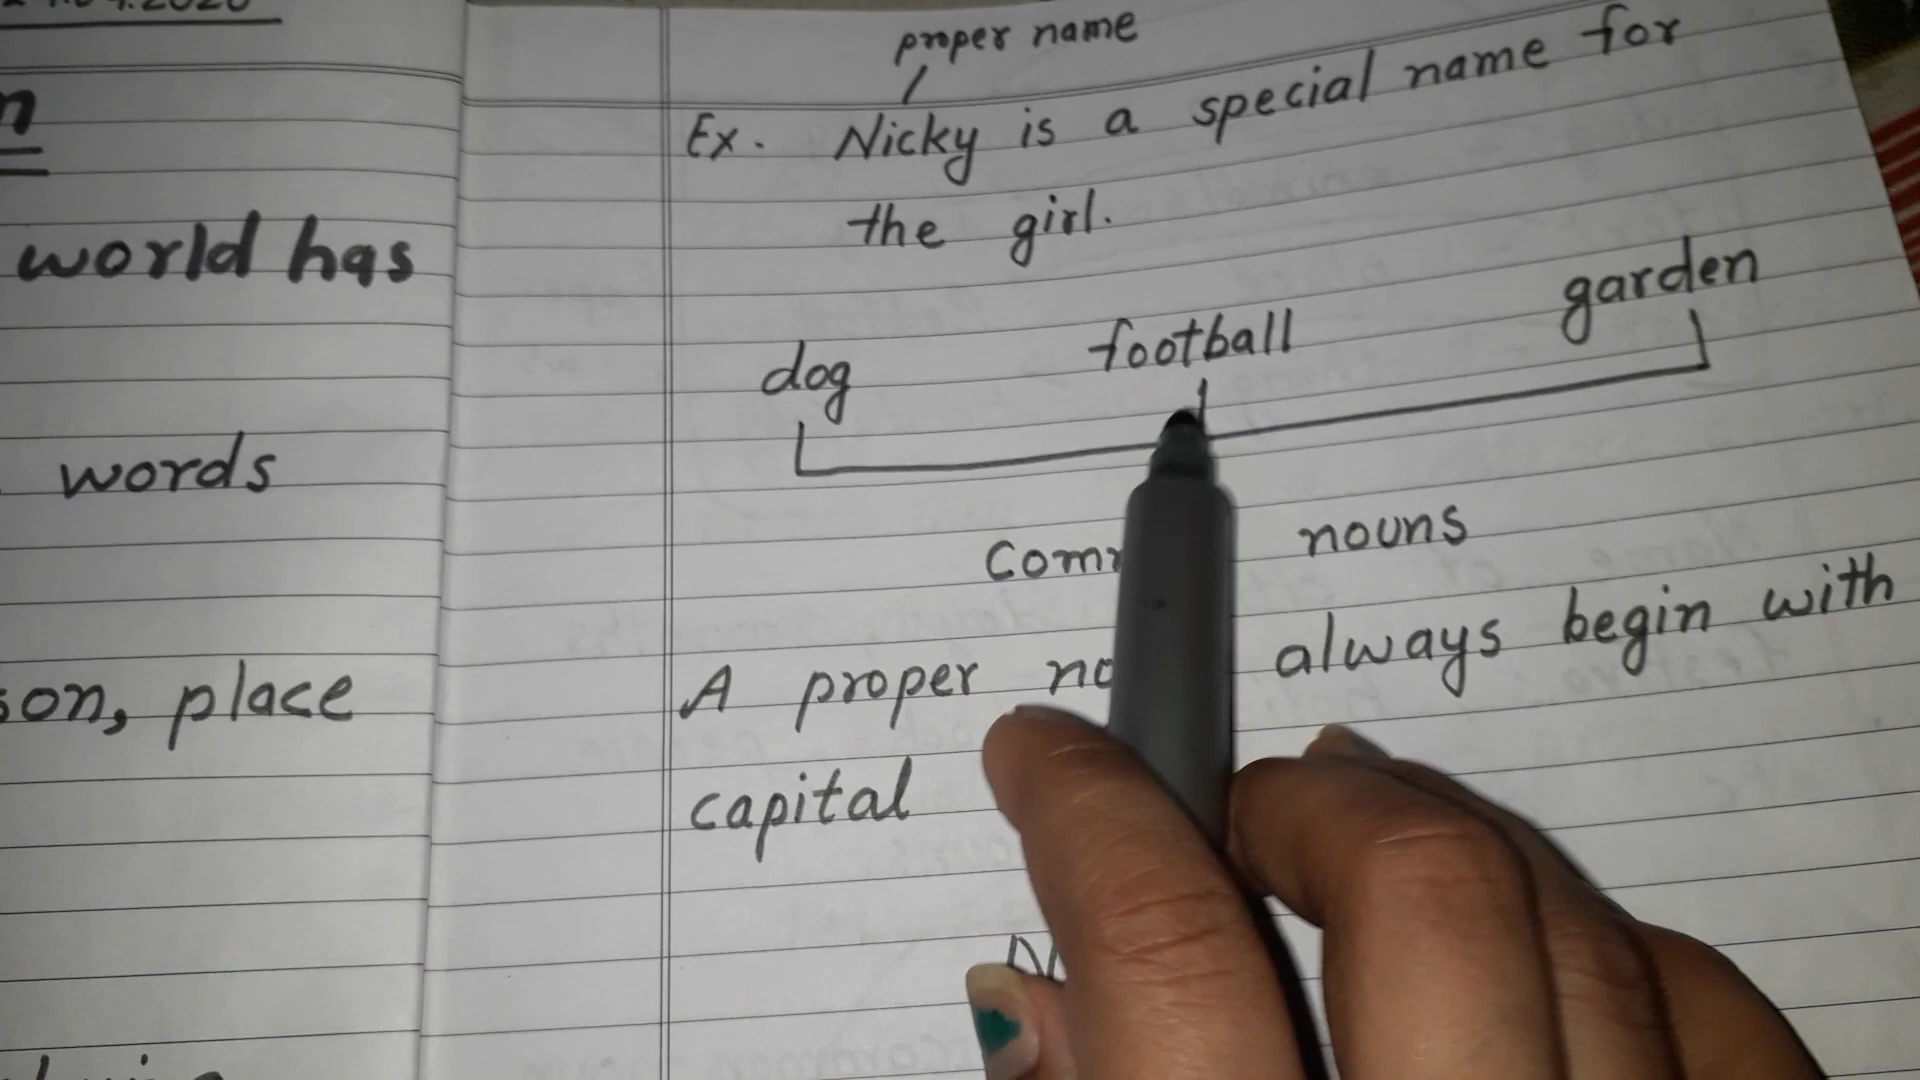 world has
words
place
proper name
Ex. Nicky is a special name for
the girl.
dog football garden
nouns
A proper always begin with
capital